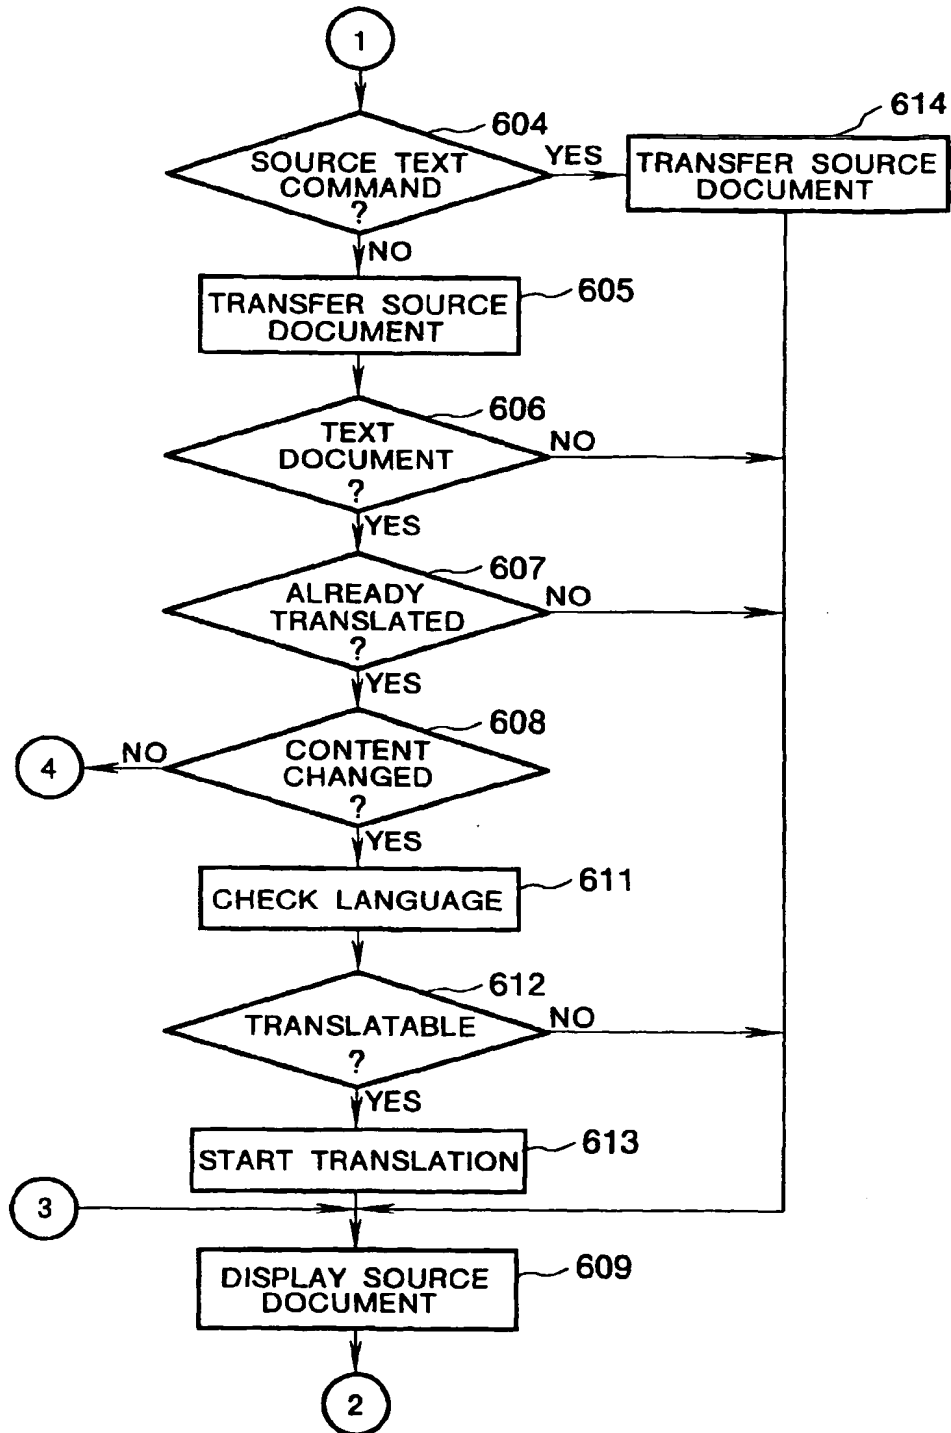 1
604
614
SOURCE TEXT
COMMAND
?
YES
TRANSFER SOURCE
DOCUMENT
NO
605
TRANSFER SOURCE
DOCUMENT
606
TEXT
DOCUMENT
?
NO
YES
607
ALREADY
TRANSLATED
?
NO
YES
608
4
NO
CONTENT
CHANGED
?
YES
611
CHECK LANGUAGE
612
TRANSLATABLE
?
NO
YES
613
START TRANSLATION
3
609
DISPLAY SOURCE
DOCUMENT
2